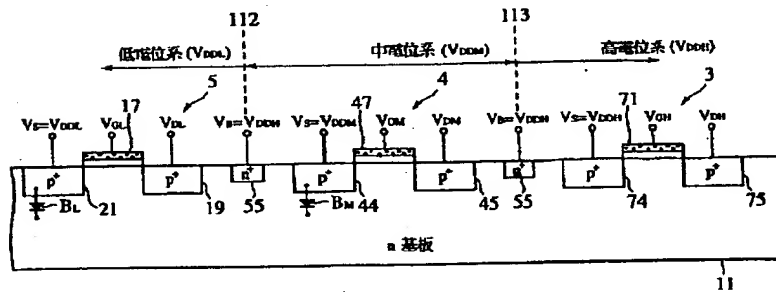 112 113
低電位系 (VDDL) 中電位系 (VDDM) 高電位系 (VDDH)
5 4 3
17 47 71
VS=VDDL VGL VDL VB=VDDH VS=VDDM VGM VDM VB=VDDH VS=VDDH VGH VDH
p+ p+ n+ p+ p+ n+ p+ p+
BL 21 19 55 BM 44 45 55 74 75
n 基板
11